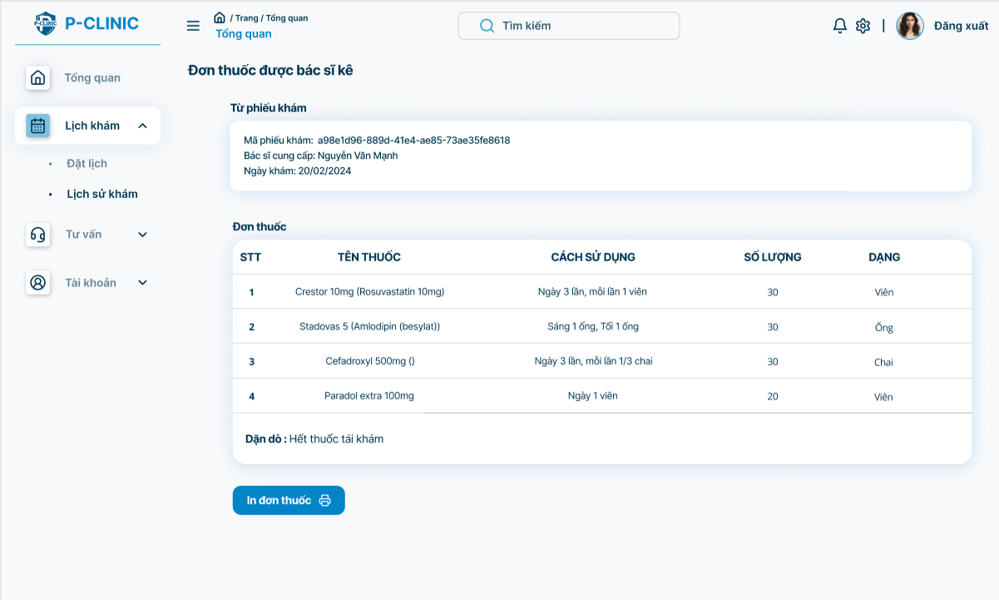 P-CLINIC
P-CLINIC
/ Trang / Tổng quan
Tổng quan
Tìm kiếm
|
Đăng xuất
Tổng quan
Lịch khám
• Đặt lịch
• Lịch sử khám
Tư vấn
Tài khoản
Đơn thuốc được bác sĩ kê
Từ phiếu khám
Mã phiếu khám: a98e1d96-889d-41e4-ae85-73ae35fe8618
Bác sĩ cung cấp: Nguyễn Văn Mạnh
Ngày khám: 20/02/2024
Đơn thuốc
STT TÊN THUỐC CÁCH SỬ DỤNG SỐ LƯỢNG DẠNG
1 Crestor 10mg (Rosuvastatin 10mg) Ngày 3 lần, mỗi lần 1 viên 30 Viên
2 Stadovas 5 (Amlodipin (besylat)) Sáng 1 ống, Tối 1 ống 30 Ống
3 Cefadroxyl 500mg () Ngày 3 lần, mỗi lần 1/3 chai 30 Chai
4 Paradol extra 100mg Ngày 1 viên 20 Viên
Dặn dò : Hết thuốc tái khám
In đơn thuốc